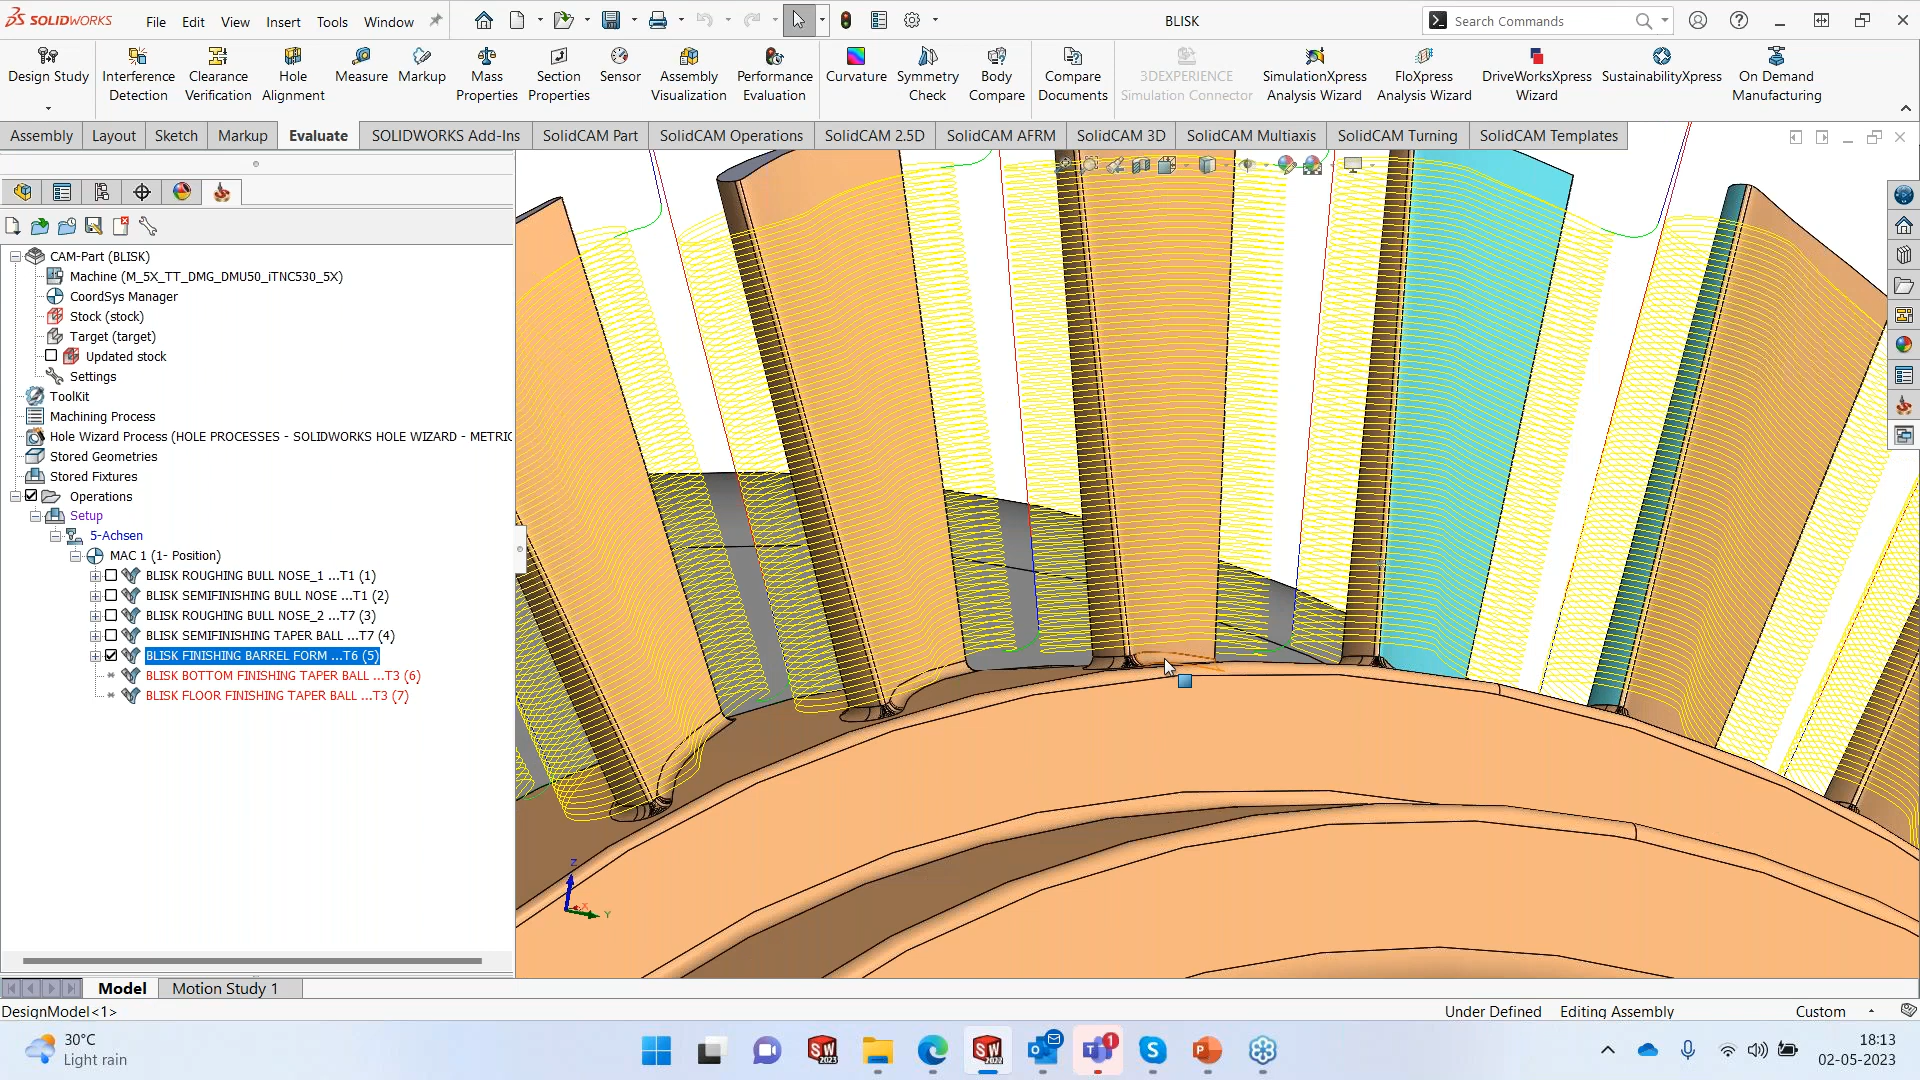 SOLIDWORKS File Edit View Insert Tools Window BLISK Search Commands
Design Study Interference Detection Clearance Verification Hole Alignment Measure Markup Mass Properties Section Properties Sensor Assembly Visualization Performance Evaluation Curvature Symmetry Check Body Compare Compare Documents 3DEXPERIENCE Simulation Connector SimulationXpress Analysis Wizard FloXpress Analysis Wizard DriveWorksXpress Wizard SustainabilityXpress On Demand Manufacturing
Assembly Layout Sketch Markup Evaluate SOLIDWORKS Add-Ins SolidCAM Part SolidCAM Operations SolidCAM 2.5D SolidCAM AFRM SolidCAM 3D SolidCAM Multiaxis SolidCAM Turning SolidCAM Templates
CAM-Part (BLISK)
Machine (M_5X_TT_DMG_DMU50_iTNC530_5X)
CoordSys Manager
Stock (stock)
Target (target)
Updated stock
Settings
ToolKit
Machining Process
Hole Wizard Process (HOLE PROCESSES - SOLIDWORKS HOLE WIZARD - METRIC
Stored Geometries
Stored Fixtures
Operations
Setup
5-Achsen
MAC 1 (1- Position)
BLISK ROUGHING BULL NOSE_1 ...T1 (1)
BLISK SEMIFINISHING BULL NOSE ...T1 (2)
BLISK ROUGHING BULL NOSE_2 ...T7 (3)
BLISK SEMIFINISHING TAPER BALL ...T7 (4)
BLISK FINISHING BARREL FORM ...T6 (5)
BLISK BOTTOM FINISHING TAPER BALL ...T3 (6)
BLISK FLOOR FINISHING TAPER BALL ...T3 (7)
Z
X
Y
Model Motion Study 1
DesignModel<1> Under Defined Editing Assembly Custom
30°C
Light rain
SW 2023
SW
1
18:13
02-05-2023